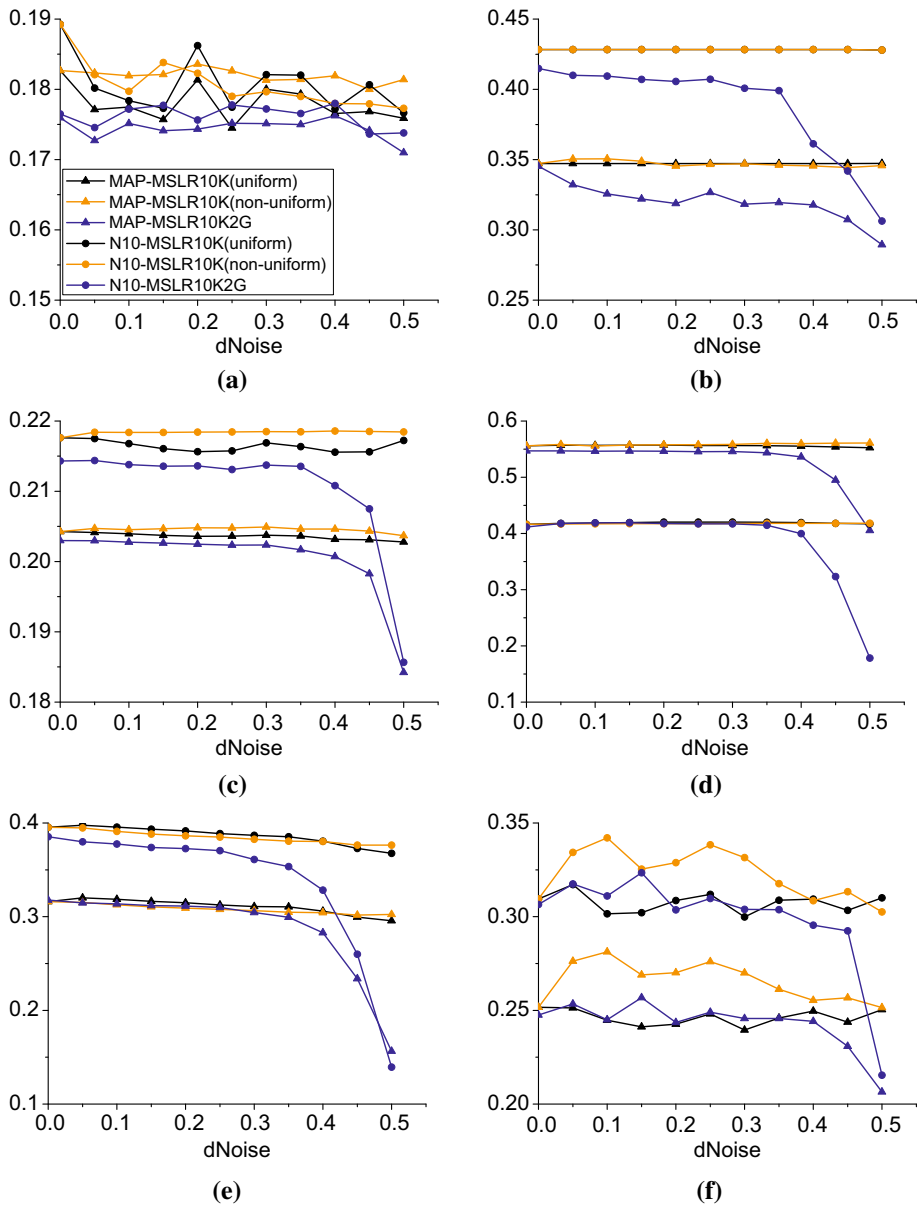 0.19
0.18
0.17
0.16
0.15
MAP-MSLR10K(uniform)
MAP-MSLR10K(non-uniform)
MAP-MSLR10K2G
N10-MSLR10K(uniform)
N10-MSLR10K(non-uniform)
N10-MSLR10K2G
0.0 0.1 0.2 0.3 0.4 0.5
dNoise
(a)
0.45
0.40
0.35
0.30
0.25
0.0 0.1 0.2 0.3 0.4 0.5
dNoise
(b)
0.22
0.21
0.20
0.19
0.18
0.0 0.1 0.2 0.3 0.4 0.5
dNoise
(c)
0.6
0.5
0.4
0.3
0.2
0.1
0.0 0.1 0.2 0.3 0.4 0.5
dNoise
(d)
0.4
0.3
0.2
0.1
0.0 0.1 0.2 0.3 0.4 0.5
dNoise
(e)
0.35
0.30
0.25
0.20
0.0 0.1 0.2 0.3 0.4 0.5
dNoise
(f)